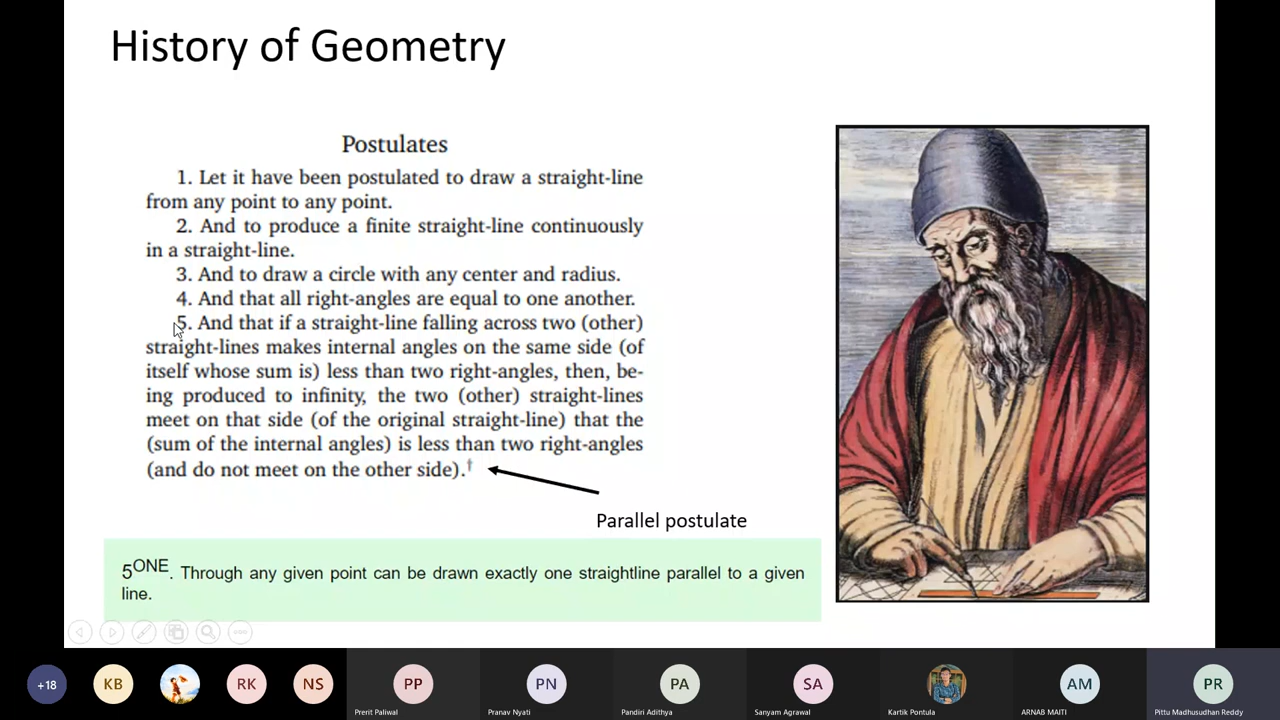 History of Geometry
Postulates
1. Let it have been postulated to draw a straight-line
from any point to any point.
2. And to produce a finite straight-line continuously
in a straight-line.
3. And to draw a circle with any center and radius.
4. And that all right-angles are equal to one another.
5. And that if a straight-line falling across two (other)
straight-lines makes internal angles on the same side (of
itself whose sum is) less than two right-angles, then, be-
ing produced to infinity, the two (other) straight-lines
meet on that side (of the original straight-line) that the
(sum of the internal angles) is less than two right-angles
(and do not meet on the other side).†
Parallel postulate
5ONE. Through any given point can be drawn exactly one straightline parallel to a given
line.
+18
KB
RK
NS
PP
PN
PA
SA
AM
PR
Prerit Paliwal
Pranav Nyati
Pandiri Adithya
Sanyam Agrawal
Kartik Pontula
ARNAB MAITI
Pittu Madhusudhan Reddy